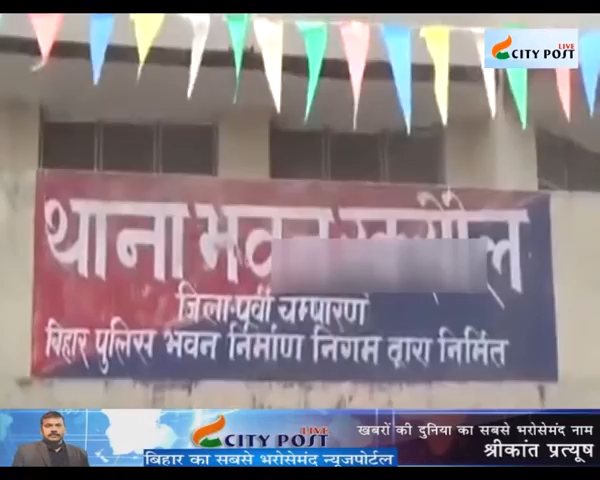 CITY POST LIVE
थाना भवन
जिला-पूर्वी चम्पारण
बिहार पुलिस भवन निर्माण निगम द्वारा निर्मित
CITY POST LIVE
बिहार का सबसे भरोसेमंद न्यूजपोर्टल
खबरों की दुनिया का सबसे भरोसेमंद नाम
श्रीकांत प्रत्यूष